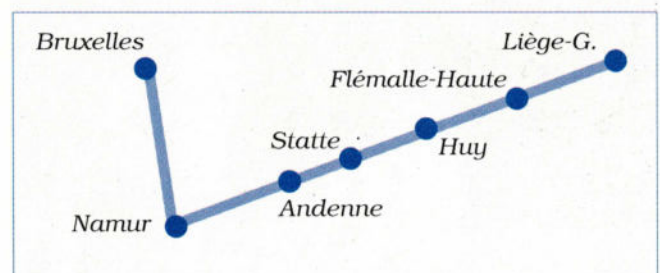 Bruxelles
Liège-G.
Flémalle-Haute
Statte
Huy
Andenne
Namur